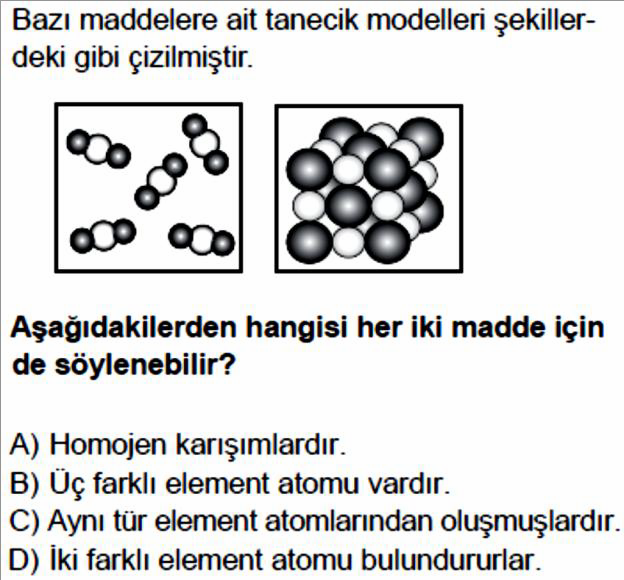 Bazı maddelere ait tanecik modelleri şekiller-
deki gibi çizilmiştir.
Aşağıdakilerden hangisi her iki madde için
de söylenebilir?
A) Homojen karışımlardır.
B) Üç farklı element atomu vardır.
C) Aynı tür element atomlarından oluşmuşlardır.
D) İki farklı element atomu bulundururlar.